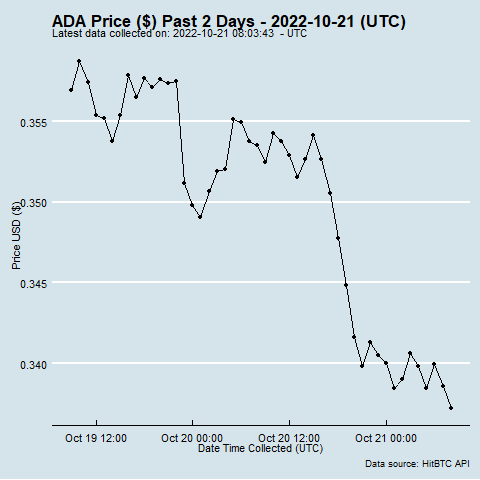 ADA Price ($) Past 2 Days - 2022-10-21 (UTC)
Latest data collected on: 2022-10-21 08:03:43 - UTC
0.355
0.350
0.345
0.340
Price USD ($)
Oct 19 12:00
Oct 20 00:00
Oct 20 12:00
Oct 21 00:00
Date Time Collected (UTC)
Data source: HitBTC API